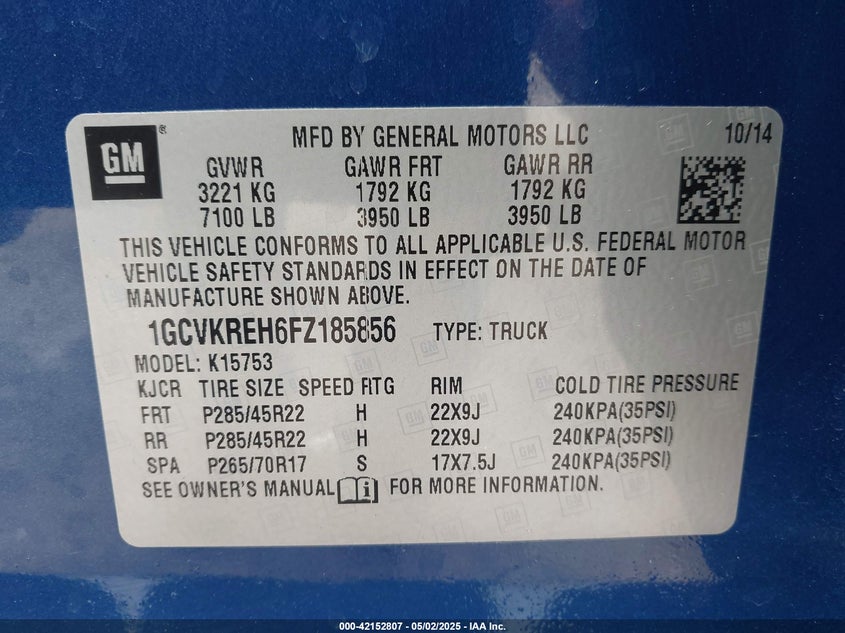 GM
® MFD BY GENERAL MOTORS LLC 10/14
GVWR GAWR FRT GAWR RR
3221 KG 1792 KG 1792 KG
7100 LB 3950 LB 3950 LB
THIS VEHICLE CONFORMS TO ALL APPLICABLE U.S. FEDERAL MOTOR
VEHICLE SAFETY STANDARDS IN EFFECT ON THE DATE OF
MANUFACTURE SHOWN ABOVE.
1GCVKREH6FZ185856 TYPE: TRUCK
MODEL: K15753
KJCR TIRE SIZE SPEED RTG RIM COLD TIRE PRESSURE
FRT P285/45R22 H 22X9J 240KPA(35PSI)
RR P285/45R22 H 22X9J 240KPA(35PSI)
SPA P265/70R17 S 17X7.5J 240KPA(35PSI)
SEE OWNER'S MANUAL FOR MORE INFORMATION.
000-42152807 - 05/02/2025 - IAA Inc.